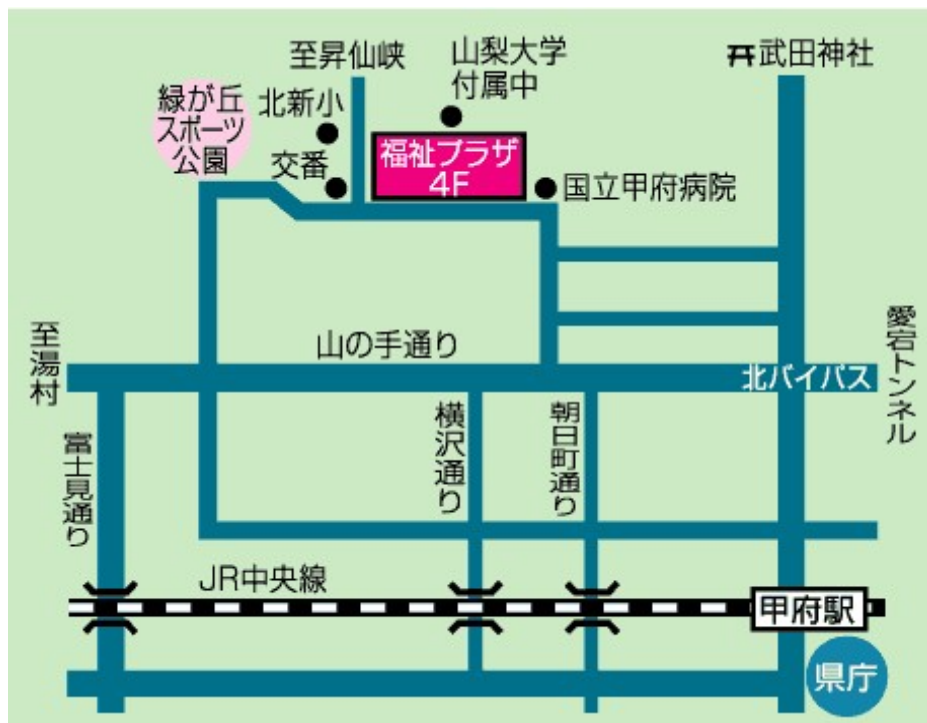 至昇仙峡
山梨大学
付属中
武田神社
緑が丘
スポーツ
公園
北新小
交番
福祉プラザ
4F
国立甲府病院
至湯村
山の手通り
北バイパス
愛宕トンネル
富士見通り
横沢通り
朝日町通り
JR中央線
甲府駅
県庁